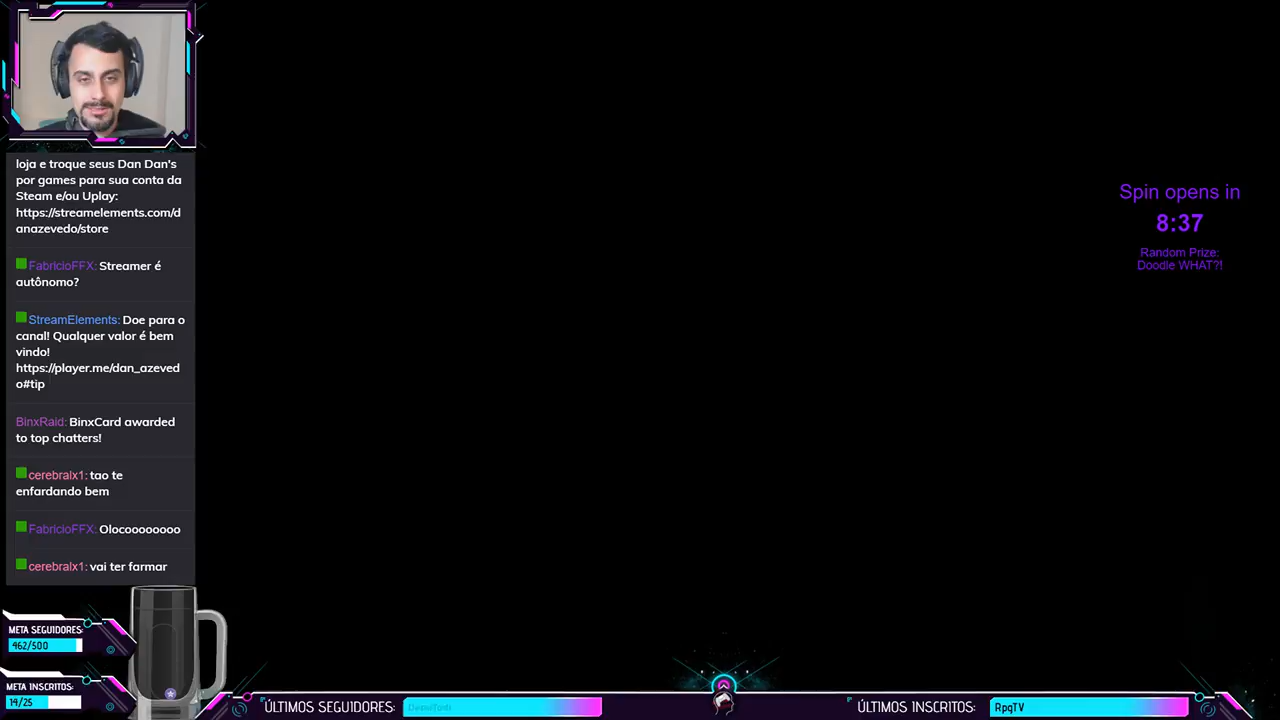 loja e troque seus Dan Dan's
por games para sua conta da
Steam e/ou Uplay:
https://streamelements.com/d
anazevedo/store
FabricioFFX: Streamer é
autônomo?
StreamElements: Doe para o
canal! Qualquer valor é bem
vindo!
https://player.me/dan_azeved
o#tip
BinxRaid: BinxCard awarded
to top chatters!
cerebralx1: tao te
enfardando bem
FabricioFFX: Olocoooooooo
cerebralx1: vai ter farmar
Spin opens in
8:37
Random Prize:
Doodle WHAT?!
META SEGUIDORES:
462/500
META INSCRITOS:
14/25
ÚLTIMOS SEGUIDORES:
ÚLTIMOS INSCRITOS: RpgTV